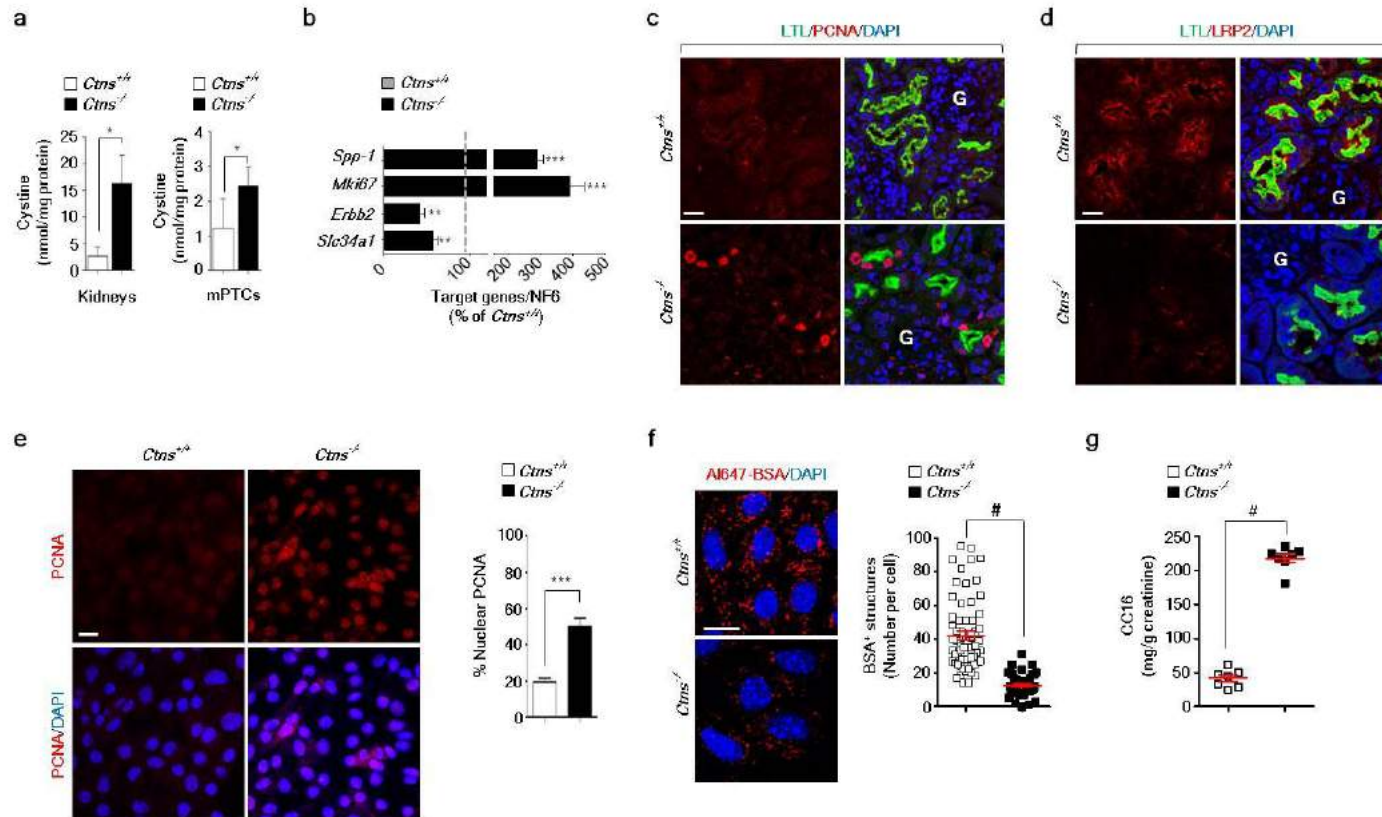 a
Ctns+/+
Ctns-/-
Cystine
(nmol/mg protein)
25
20
15
10
5
0
*
Kidneys
Ctns+/+
Ctns-/-
Cystine
(nmol/mg protein)
4
3
2
1
0
*
mPTCs
b
Ctns+/+
Ctns-/-
Spp-1
***
Mki67
***
Erbb2
**
Slc34a1
**
0
100
200
300
400
500
Target genes/NF6
(% of Ctns+/+)
c
LTL/PCNA/DAPI
Ctns+/+
G
Ctns-/-
G
d
LTL/LRP2/DAPI
Ctns+/+
G
Ctns-/-
G
e
Ctns+/+
Ctns-/-
PCNA
PCNA/DAPI
Ctns+/+
Ctns-/-
% Nuclear PCNA
100
80
60
40
20
0
***
f
Al647-BSA/DAPI
Ctns+/+
Ctns-/-
Ctns+/+
Ctns-/-
BSA+ structures
(Number per cell)
100
80
60
40
20
0
#
g
Ctns+/+
Ctns-/-
CC16
(mg/g creatinine)
250
200
150
100
50
0
#